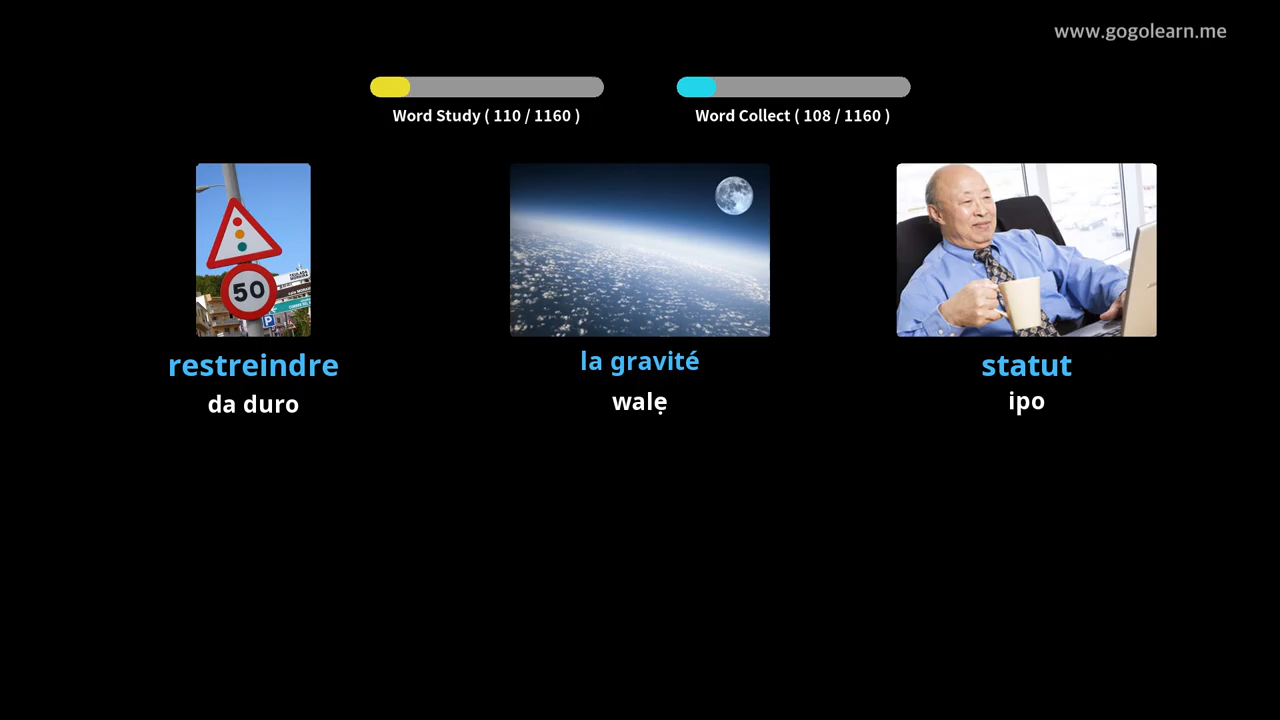 www.gogolearn.me
Word Study ( 110 / 1160 )
Word Collect ( 108 / 1160 )
50
P
restreindre
la gravité
statut
da duro
walẹ
ipo